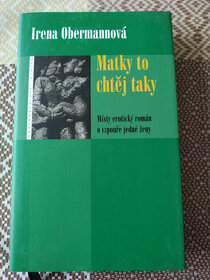 Irena Obermannová
Matky to
chtěj taky
Místy erotický román
o vzpouře jedné ženy